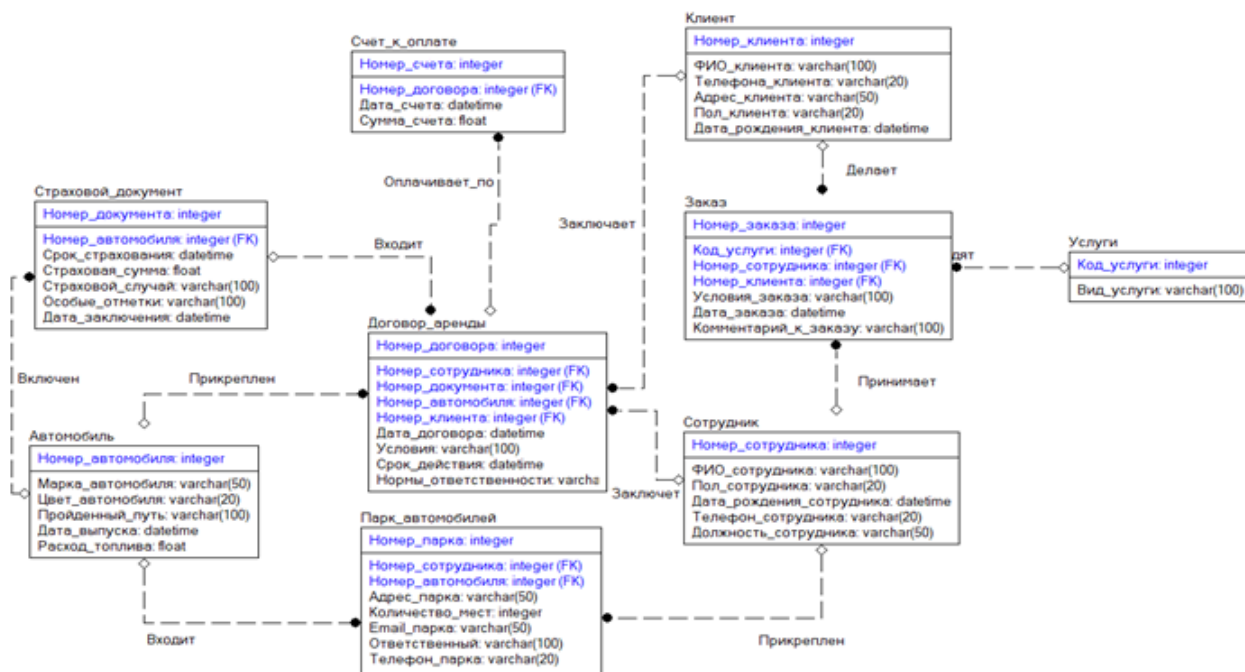 Клиент
Номер_клиента: integer
ФИО_клиента: varchar(100)
Телефона_клиента: varchar(20)
Адрес_клиента: varchar(50)
Пол_клиента: varchar(20)
Дата_рождения_клиента: datetime
Счет_к_оплате
Номер_счета: integer
Номер_договора: integer (FK)
Дата_счета: datetime
Сумма_счета: float
Делает
Оплачивает_по
Заключает
Страховой_документ
Номер_документа: integer
Номер_автомобиля: integer (FK)
Срок_страхования: datetime
Страховая_сумма: float
Страховой_случай: varchar(100)
Особые_отметки: varchar(100)
Дата_заключения: datetime
Входит
Заказ
Номер_заказа: integer
Код_услуги: integer (FK)
Номер_сотрудника: integer (FK)
Номер_клиента: integer (FK)
Условия_заказа: varchar(100)
Дата_заказа: datetime
Комментарий_к_заказу: varchar(100)
дят
Услуги
Код_услуги: integer
Вид_услуги: varchar(100)
Договор_аренды
Номер_договора: integer
Номер_сотрудника: integer (FK)
Номер_документа: integer (FK)
Номер_автомобиля: integer (FK)
Номер_клиента: integer (FK)
Дата_договора: datetime
Условия: varchar(100)
Срок_действия: datetime
Нормы_ответственности: varcha
Включен
Прикреплен
Принимает
Автомобиль
Номер_автомобиля: integer
Марка_автомобиля: varchar(50)
Цвет_автомобиля: varchar(20)
Пройденный_путь: varchar(100)
Дата_выпуска: datetime
Расход_топлива: float
Сотрудник
Номер_сотрудника: integer
ФИО_сотрудника: varchar(100)
Пол_сотрудника: varchar(20)
Дата_рождения_сотрудника: datetime
Телефон_сотрудника: varchar(20)
Должность_сотрудника: varchar(50)
Заключет
Парк_автомобилей
Номер_парка: integer
Номер_сотрудника: integer (FK)
Номер_автомобиля: integer (FK)
Адрес_парка: varchar(50)
Количество_мест: integer
Email_парка: varchar(50)
Ответственный: varchar(100)
Телефон_парка: varchar(20)
Входит
Прикреплен